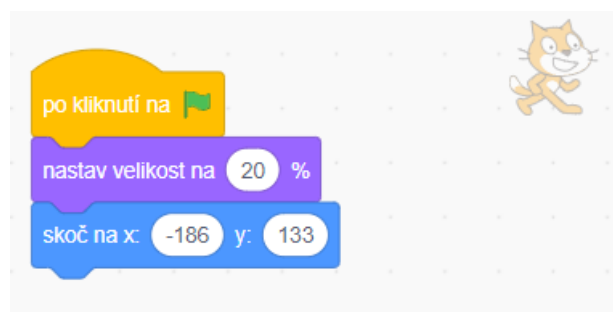 po kliknutí na
nastav velikost na 20 %
skoč na x: -186 y: 133